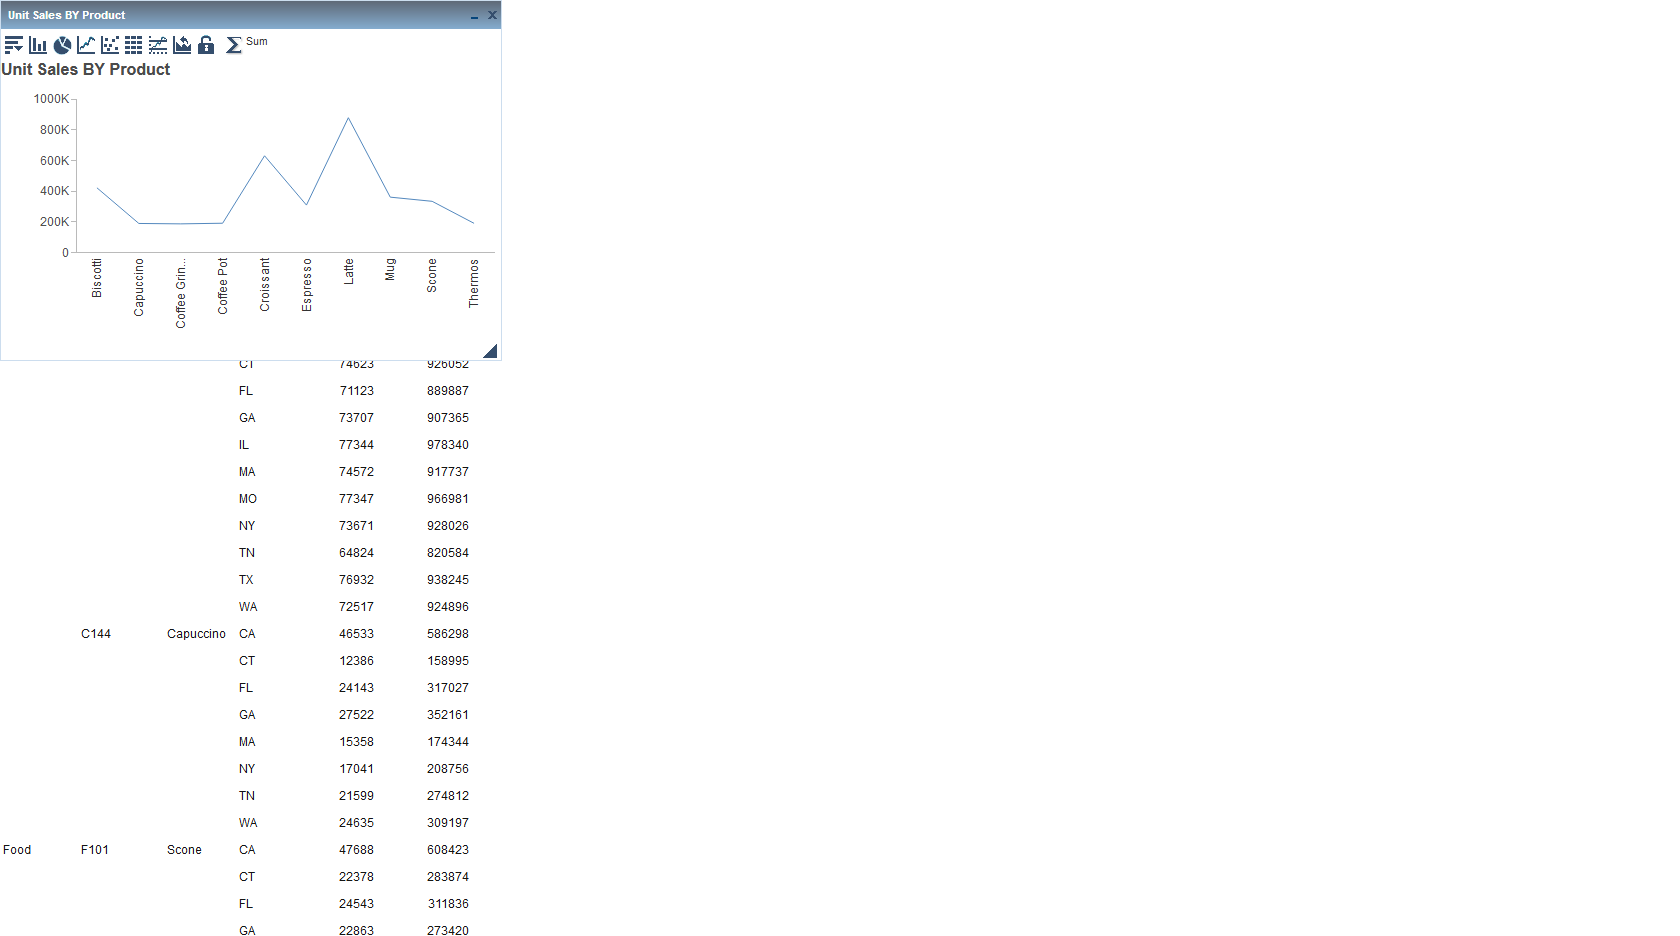 Unit Sales BY Product
Sum
Unit Sales BY Product
1000K
800K
600K
400K
200K
0
Biscotti
Capuccino
Coffee Grin...
Coffee Pot
Croissant
Espresso
Latte
Mug
Scone
Thermos
CT 74623 926052
FL 71123 889887
GA 73707 907365
IL 77344 978340
MA 74572 917737
MO 77347 966981
NY 73671 928026
TN 64824 820584
TX 76932 938245
WA 72517 924896
C144 Capuccino CA 46533 586298
CT 12386 158995
FL 24143 317027
GA 27522 352161
MA 15358 174344
NY 17041 208756
TN 21599 274812
WA 24635 309197
Food F101 Scone CA 47688 608423
CT 22378 283874
FL 24543 311836
GA 22863 273420